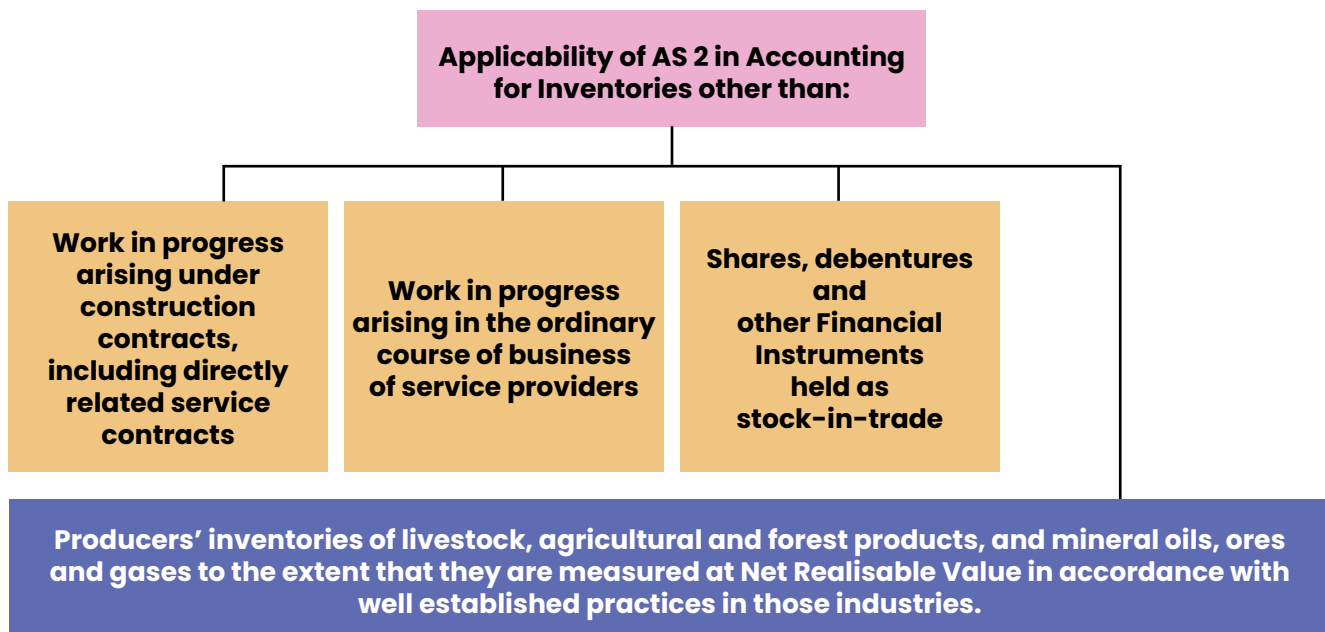 Applicability of AS 2 in Accounting
for Inventories other than:
Work in progress
arising under
construction
contracts,
including directly
related service
contracts
Work in progress
arising in the ordinary
course of business
of service providers
Shares, debentures
and
other Financial
Instruments
held as
stock-in-trade
Producers’ inventories of livestock, agricultural and forest products, and mineral oils, ores
and gases to the extent that they are measured at Net Realisable Value in accordance with
well established practices in those industries.